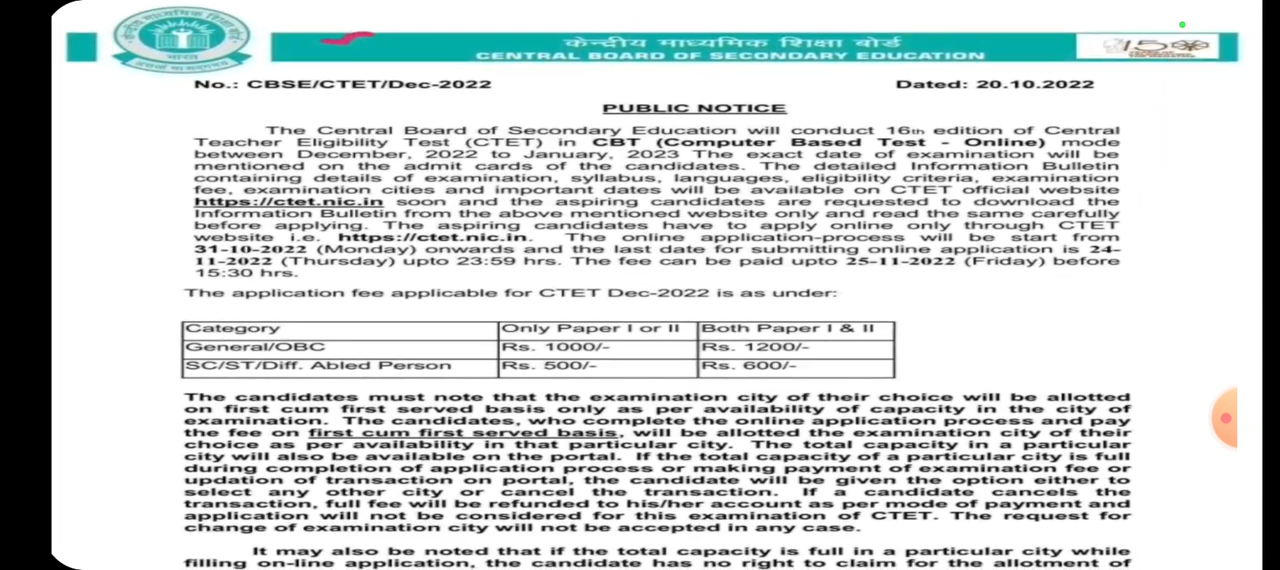 केन्द्रीय माध्यमिक शिक्षा बोर्ड
CENTRAL BOARD OF SECONDARY EDUCATION
भारत
No.: CBSE/CTET/Dec-2022 Dated: 20.10.2022
PUBLIC NOTICE
The Central Board of Secondary Education will conduct 16th edition of Central
Teacher Eligibility Test (CTET) in CBT (Computer Based Test - Online) mode
between December, 2022 to January, 2023 The exact date of examination will be
mentioned on the admit cards of the candidates. The detailed Information Bulletin
containing details of examination, syllabus, languages, eligibility criteria, examination
fee, examination cities and important dates will be available on CTET official website
https://ctet.nic.in soon and the aspiring candidates are requested to download the
Information Bulletin from the above mentioned website only and read the same carefully
before applying. The aspiring candidates have to apply online only through CTET
website i.e. https://ctet.nic.in. The online application-process will be start from
31-10-2022 (Monday) onwards and the last date for submitting online application is 24-
11-2022 (Thursday) upto 23:59 hrs. The fee can be paid upto 25-11-2022 (Friday) before
15:30 hrs.
The application fee applicable for CTET Dec-2022 is as under:
Category Only Paper I or II Both Paper I & II
General/OBC Rs. 1000/- Rs. 1200/-
SC/ST/Diff. Abled Person Rs. 500/- Rs. 600/-
The candidates must note that the examination city of their choice will be allotted
on first cum first served basis only as per availability of capacity in the city of
examination. The candidates, who complete the online application process and pay
the fee on first cum first served basis, will be allotted the examination city of their
choice as per availability in that particular city. The total capacity in a particular
city will also be available on the portal. If the total capacity of a particular city is full
during completion of application process or making payment of examination fee or
updation of transaction on portal, the candidate will be given the option either to
select any other city or cancel the transaction. If a candidate cancels the
transaction, full fee will be refunded to his/her account as per mode of payment and
application will not be considered for this examination of CTET. The request for
change of examination city will not be accepted in any case.
It may also be noted that if the total capacity is full in a particular city while
filling on-line application, the candidate has no right to claim for the allotment of